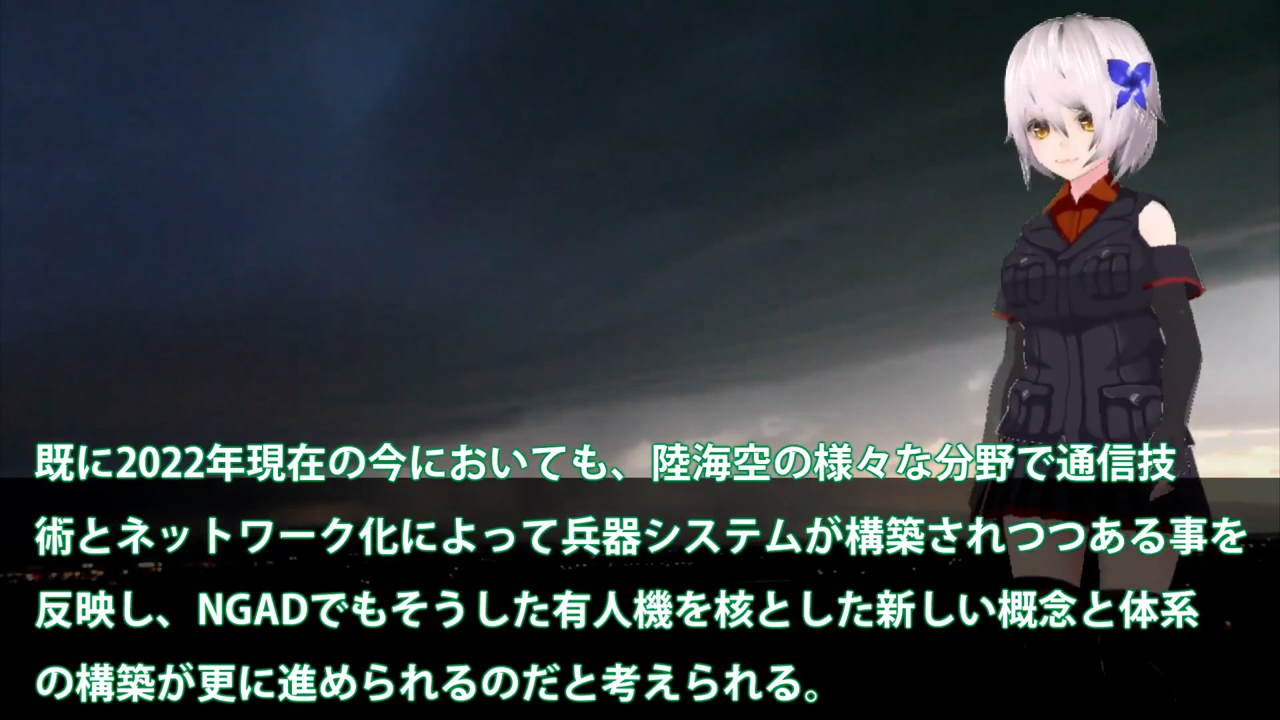 既に2022年現在の今においても、陸海空の様々な分野で通信技
術とネットワーク化によって兵器システムが構築されつつある事を
反映し、NGADでもそうした有人機を核とした新しい概念と体系
の構築が更に進められるのだと考えられる。